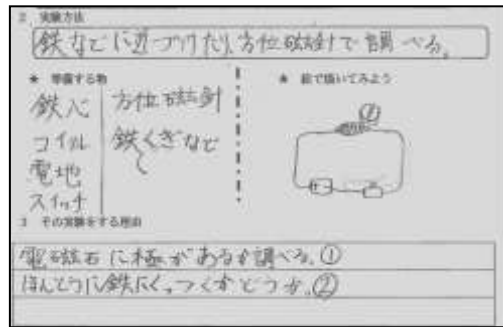 2 実験方法
鉄などに近づけたり、方位磁針で調べる。
★ 準備する物
★ 絵で描いてみよう
鉄心
コイル
電地
スイッチ
方位磁針
鉄くぎなど
①
3 その実験をする理由
電磁石に極があるか調べる。①
ほんとうに鉄にくっつくかどうか。②